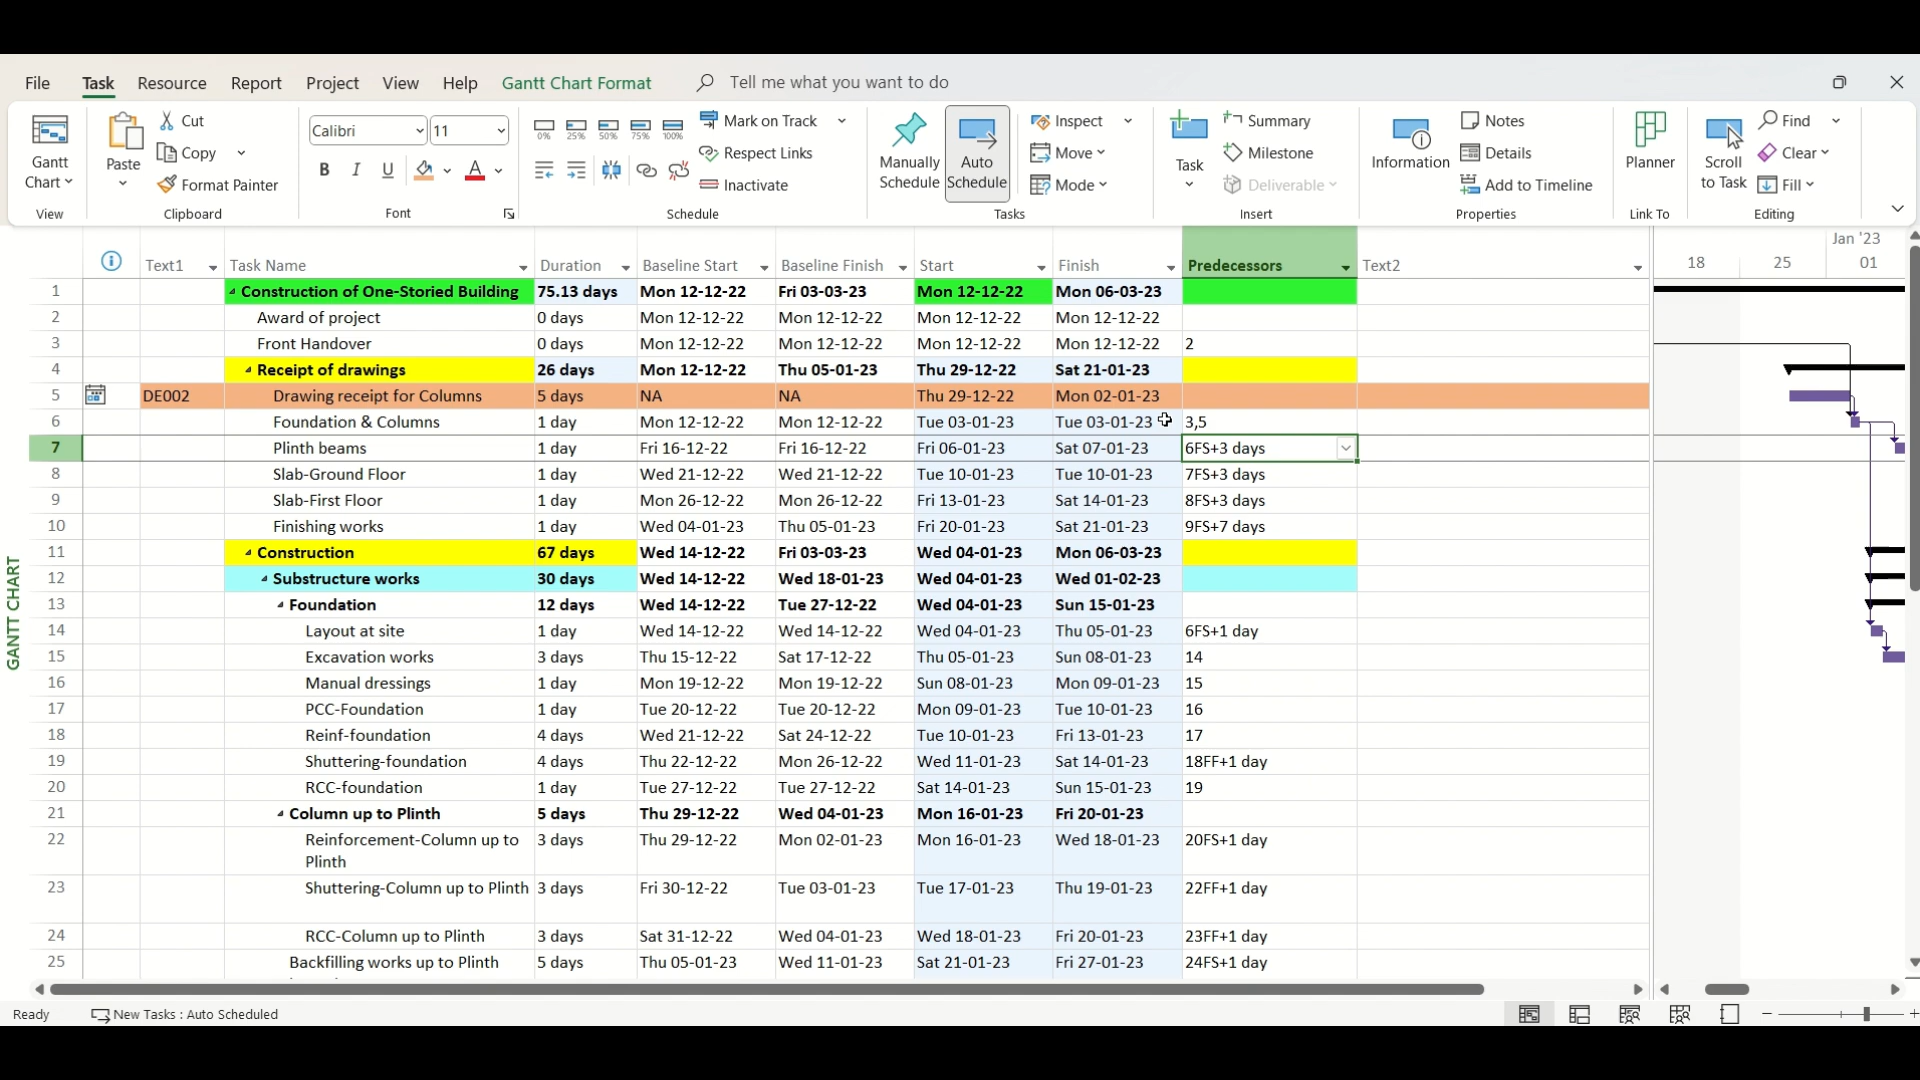 File Task Resource Report Project View Help Gantt Chart Format Tell me what you want to do
Gantt Chart
View
Paste
Cut
Copy
Format Painter
Clipboard
Calibri 11
B I U A
Font
0% 25% 50% 75% 100%
Mark on Track
Respect Links
Inactivate
Schedule
Manually Schedule
Auto Schedule
Inspect
Move
Mode
Tasks
Task
Summary
Milestone
Deliverable
Insert
Information
Notes
Details
Add to Timeline
Properties
Planner
Link To
Scroll to Task
Find
Clear
Fill
Editing
Jan '23
Text1 Task Name Duration Baseline Start Baseline Finish Start Finish Predecessors Text2 18 25 01
1 Construction of One-Storied Building 75.13 days Mon 12-12-22 Fri 03-03-23 Mon 12-12-22 Mon 06-03-23
2 Award of project 0 days Mon 12-12-22 Mon 12-12-22 Mon 12-12-22 Mon 12-12-22
3 Front Handover 0 days Mon 12-12-22 Mon 12-12-22 Mon 12-12-22 Mon 12-12-22 2
4 Receipt of drawings 26 days Mon 12-12-22 Thu 05-01-23 Thu 29-12-22 Sat 21-01-23
5 DE002 Drawing receipt for Columns 5 days NA NA Thu 29-12-22 Mon 02-01-23
6 Foundation & Columns 1 day Mon 12-12-22 Mon 12-12-22 Tue 03-01-23 Tue 03-01-23 3,5
7 Plinth beams 1 day Fri 16-12-22 Fri 16-12-22 Fri 06-01-23 Sat 07-01-23 6FS+3 days
8 Slab-Ground Floor 1 day Wed 21-12-22 Wed 21-12-22 Tue 10-01-23 Tue 10-01-23 7FS+3 days
9 Slab-First Floor 1 day Mon 26-12-22 Mon 26-12-22 Fri 13-01-23 Sat 14-01-23 8FS+3 days
10 Finishing works 1 day Wed 04-01-23 Thu 05-01-23 Fri 20-01-23 Sat 21-01-23 9FS+7 days
11 Construction 67 days Wed 14-12-22 Fri 03-03-23 Wed 04-01-23 Mon 06-03-23
12 Substructure works 30 days Wed 14-12-22 Wed 18-01-23 Wed 04-01-23 Wed 01-02-23
13 Foundation 12 days Wed 14-12-22 Tue 27-12-22 Wed 04-01-23 Sun 15-01-23
14 Layout at site 1 day Wed 14-12-22 Wed 14-12-22 Wed 04-01-23 Thu 05-01-23 6FS+1 day
15 Excavation works 3 days Thu 15-12-22 Sat 17-12-22 Thu 05-01-23 Sun 08-01-23 14
16 Manual dressings 1 day Mon 19-12-22 Mon 19-12-22 Sun 08-01-23 Mon 09-01-23 15
17 PCC-Foundation 1 day Tue 20-12-22 Tue 20-12-22 Mon 09-01-23 Tue 10-01-23 16
18 Reinf-foundation 4 days Wed 21-12-22 Sat 24-12-22 Tue 10-01-23 Fri 13-01-23 17
19 Shuttering-foundation 4 days Thu 22-12-22 Mon 26-12-22 Wed 11-01-23 Sat 14-01-23 18FF+1 day
20 RCC-foundation 1 day Tue 27-12-22 Tue 27-12-22 Sat 14-01-23 Sun 15-01-23 19
21 Column up to Plinth 5 days Thu 29-12-22 Wed 04-01-23 Mon 16-01-23 Fri 20-01-23
22 Reinforcement-Column up to 3 days Thu 29-12-22 Mon 02-01-23 Mon 16-01-23 Wed 18-01-23 20FS+1 day
Plinth
23 Shuttering-Column up to Plinth 3 days Fri 30-12-22 Tue 03-01-23 Tue 17-01-23 Thu 19-01-23 22FF+1 day
24 RCC-Column up to Plinth 3 days Sat 31-12-22 Wed 04-01-23 Wed 18-01-23 Fri 20-01-23 23FF+1 day
25 Backfilling works up to Plinth 5 days Thu 05-01-23 Wed 11-01-23 Sat 21-01-23 Fri 27-01-23 24FS+1 day
GANTT CHART
Ready New Tasks : Auto Scheduled